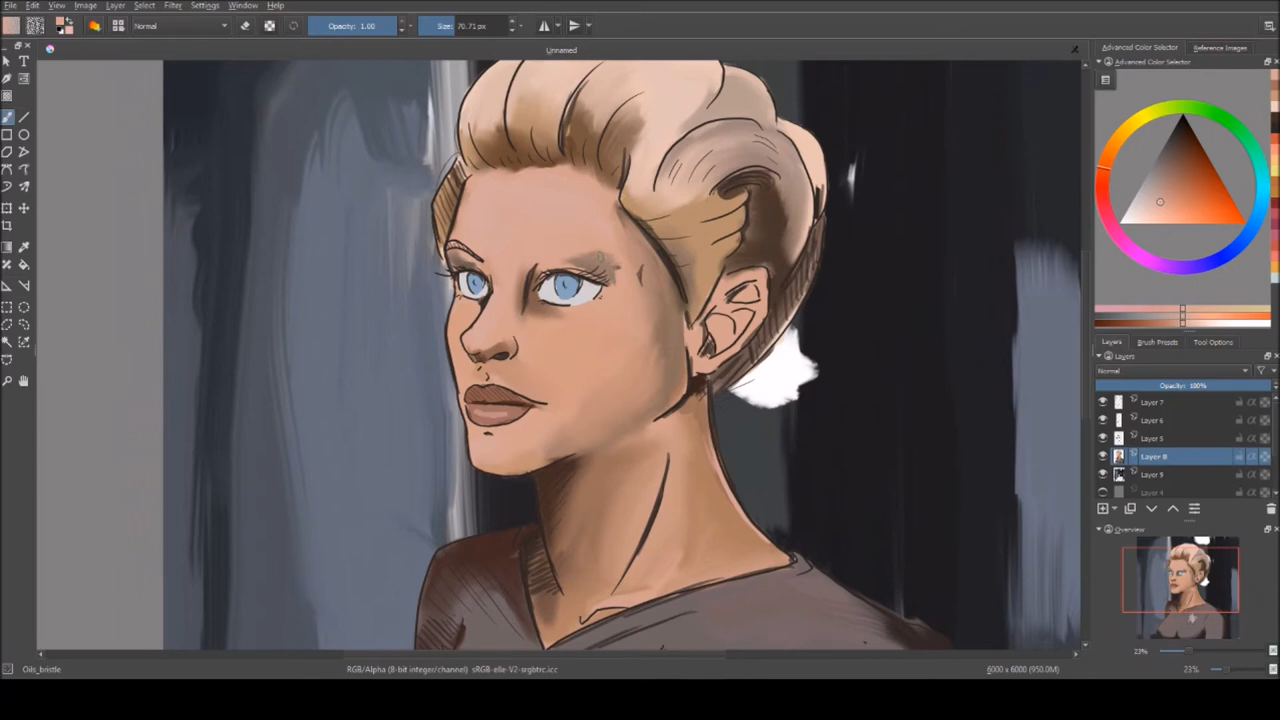 File Edit View Image Layer Select Filter Settings Window Help
Normal Opacity: 1.00 Size: 70.71 px
Unnamed
Advanced Color Selector Reference Images
Advanced Color Selector
Layers Brush Presets Tool Options
Layers
Normal
Opacity: 100%
Layer 7
Layer 6
Layer 5
Layer 8
Layer 9
Layer 4
Overview
23%
Oils_bristle RGB/Alpha (8-bit integer/channel) sRGB-elle-V2-srgbtrc.icc 6000 x 6000 (950.0M) 23%